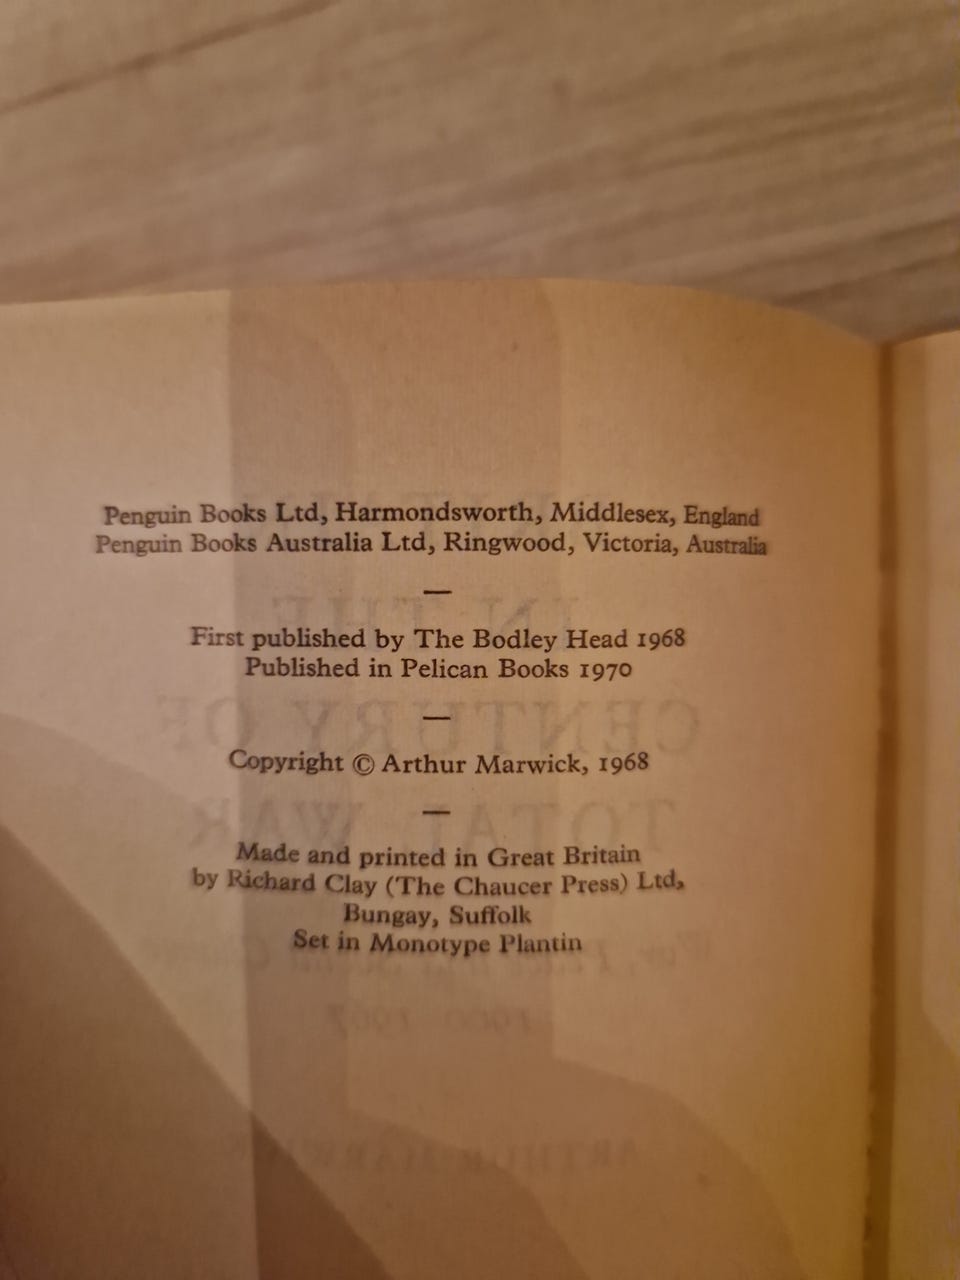 Penguin Books Ltd, Harmondsworth, Middlesex, England
Penguin Books Australia Ltd, Ringwood, Victoria, Australia
—
First published by The Bodley Head 1968
Published in Pelican Books 1970
—
Copyright © Arthur Marwick, 1968
—
Made and printed in Great Britain
by Richard Clay (The Chaucer Press) Ltd,
Bungay, Suffolk
Set in Monotype Plantin